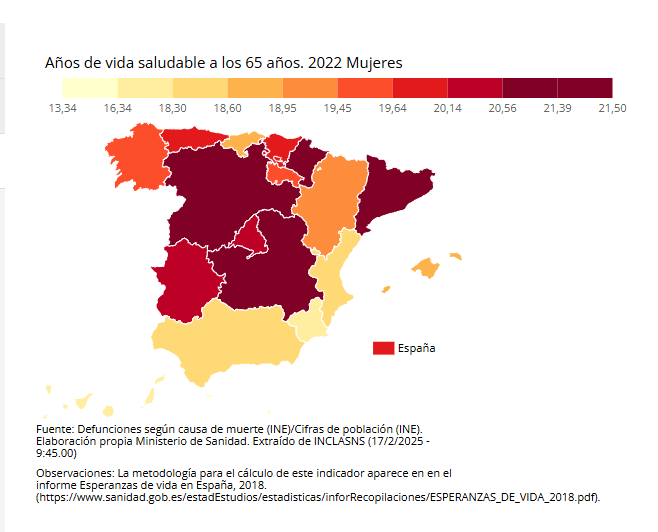 Años de vida saludable a los 65 años. 2022 Mujeres
13,34 16,34 18,30 18,60 18,95 19,45 19,64 20,14 20,56 21,39 21,50
España
Fuente: Defunciones según causa de muerte (INE)/Cifras de población (INE).
Elaboración propia Ministerio de Sanidad. Extraído de INCLASNS (17/2/2025 -
9:45.00)
Observaciones: La metodología para el cálculo de este indicador aparece en en el
informe Esperanzas de vida en España, 2018.
(https://www.sanidad.gob.es/estadEstudios/estadisticas/inforRecopilaciones/ESPERANZAS_DE_VIDA_2018.pdf).